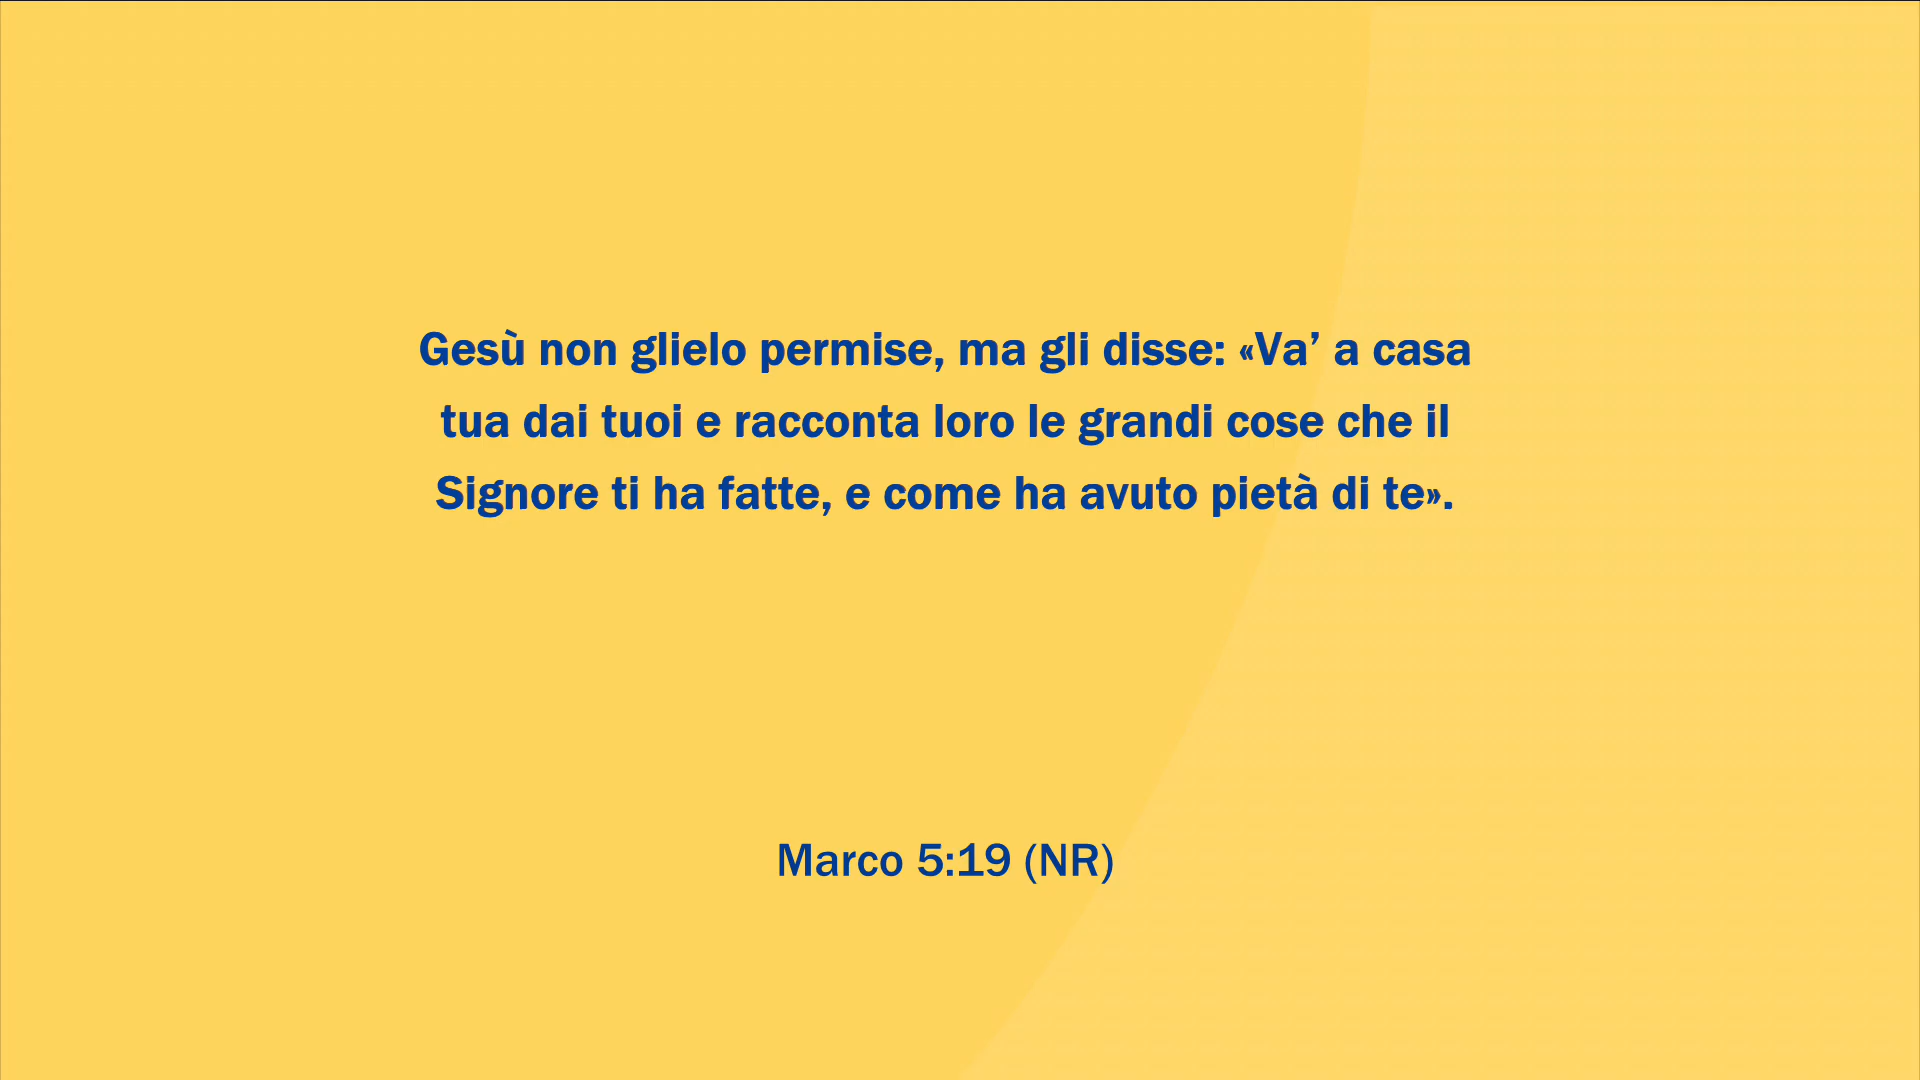 Gesù non glielo permise, ma gli disse: «Va’ a casa
tua dai tuoi e racconta loro le grandi cose che il
Signore ti ha fatte, e come ha avuto pietà di te».
Marco 5:19 (NR)